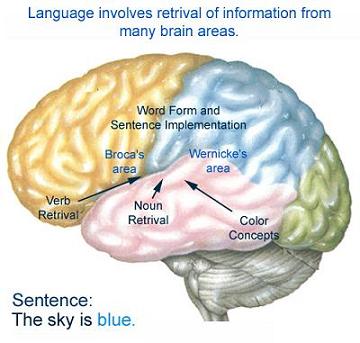 Language involves retrival of information from
many brain areas.
Word Form and
Sentence Implementation
Broca's
area
Wernicke's
area
Verb
Retrival
Noun
Retrival
Color
Concepts
Sentence:
The sky is blue.